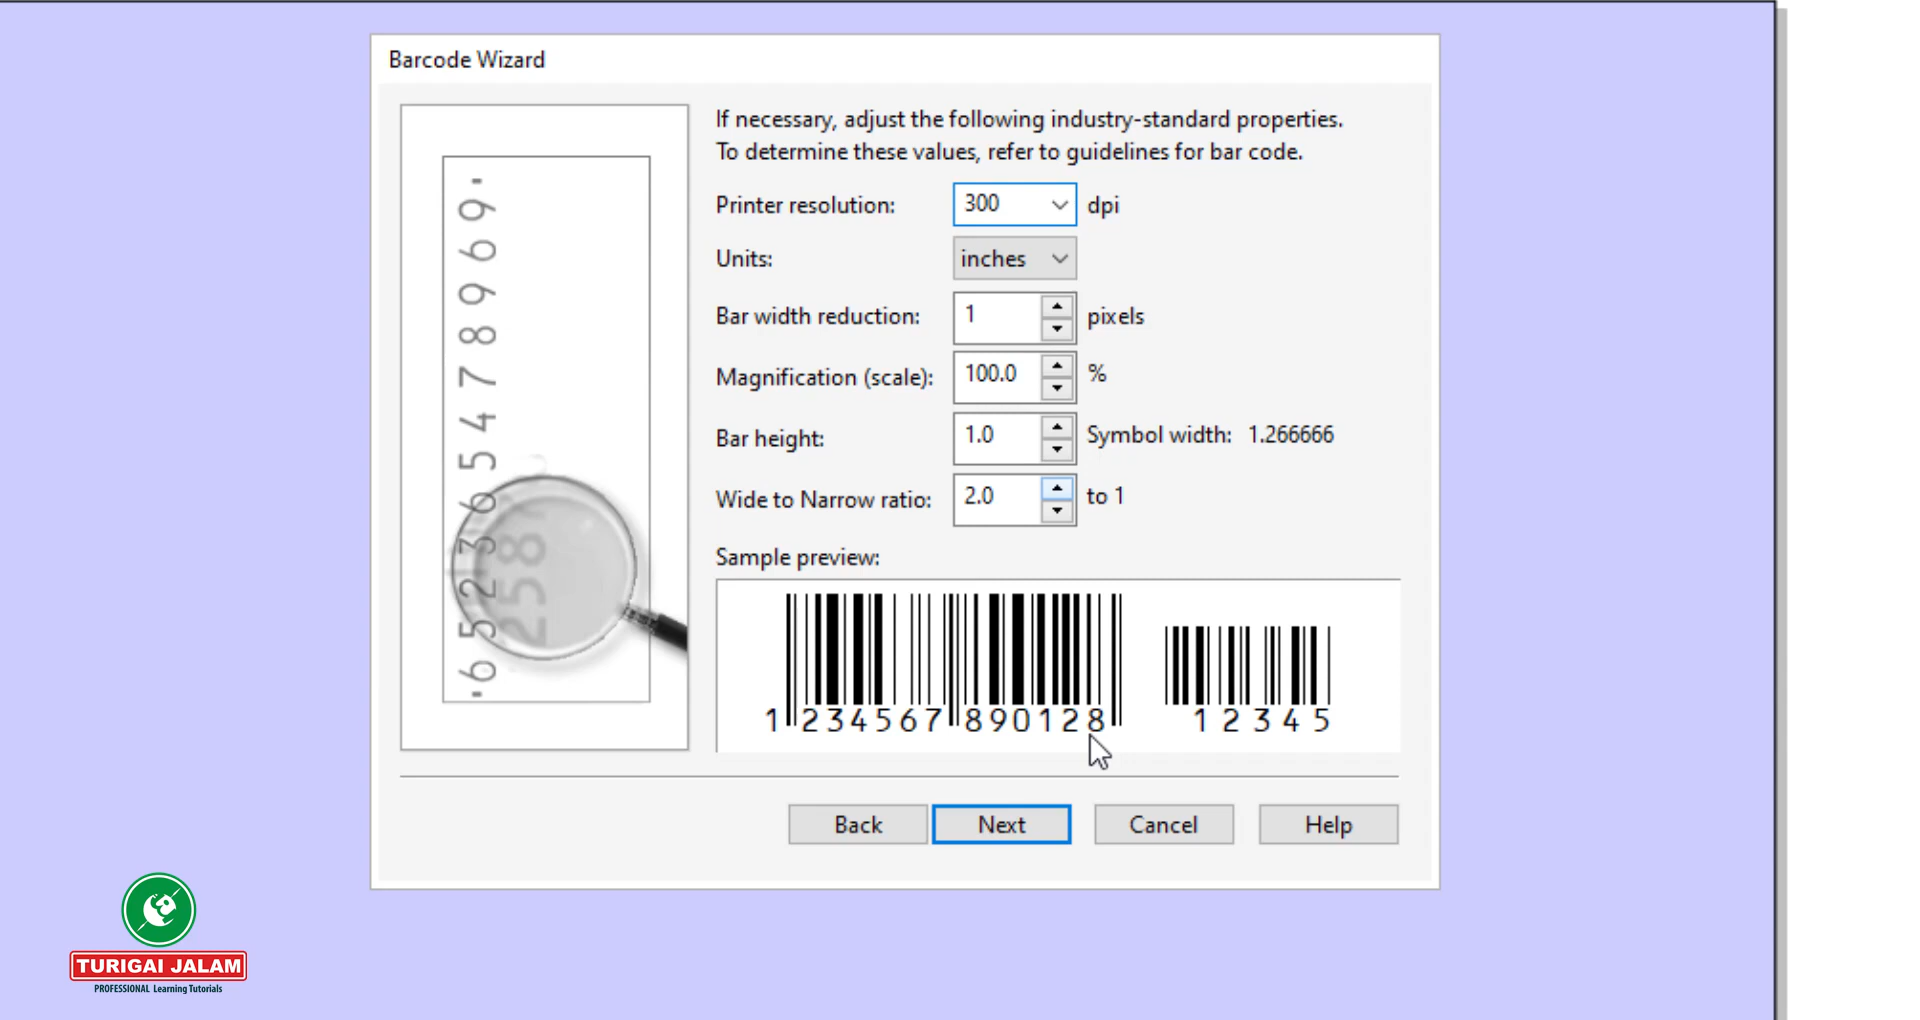 Barcode Wizard
If necessary, adjust the following industry-standard properties.
To determine these values, refer to guidelines for bar code.
Printer resolution: 300 dpi
Units: inches
Bar width reduction: 1 pixels
Magnification (scale): 100.0 %
Bar height: 1.0 Symbol width: 1.266666
Wide to Narrow ratio: 2.0 to 1
Sample preview:
1 234567 890128 12345
-652365478969-
258
Back Next Cancel Help
TURIGAI JALAM
PROFESSIONAL Learning Tutorials